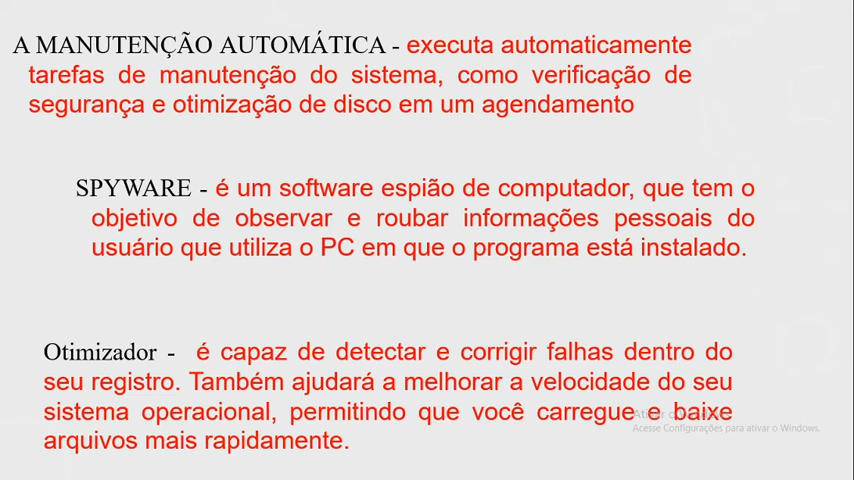 A MANUTENÇÃO AUTOMÁTICA - executa automaticamente
tarefas de manutenção do sistema, como verificação de
segurança e otimização de disco em um agendamento
SPYWARE - é um software espião de computador, que tem o
objetivo de observar e roubar informações pessoais do
usuário que utiliza o PC em que o programa está instalado.
Otimizador - é capaz de detectar e corrigir falhas dentro do
seu registro. Também ajudará a melhorar a velocidade do seu
sistema operacional, permitindo que você carregue e baixe
arquivos mais rapidamente.
Acesse Configurações para ativar o Windows.